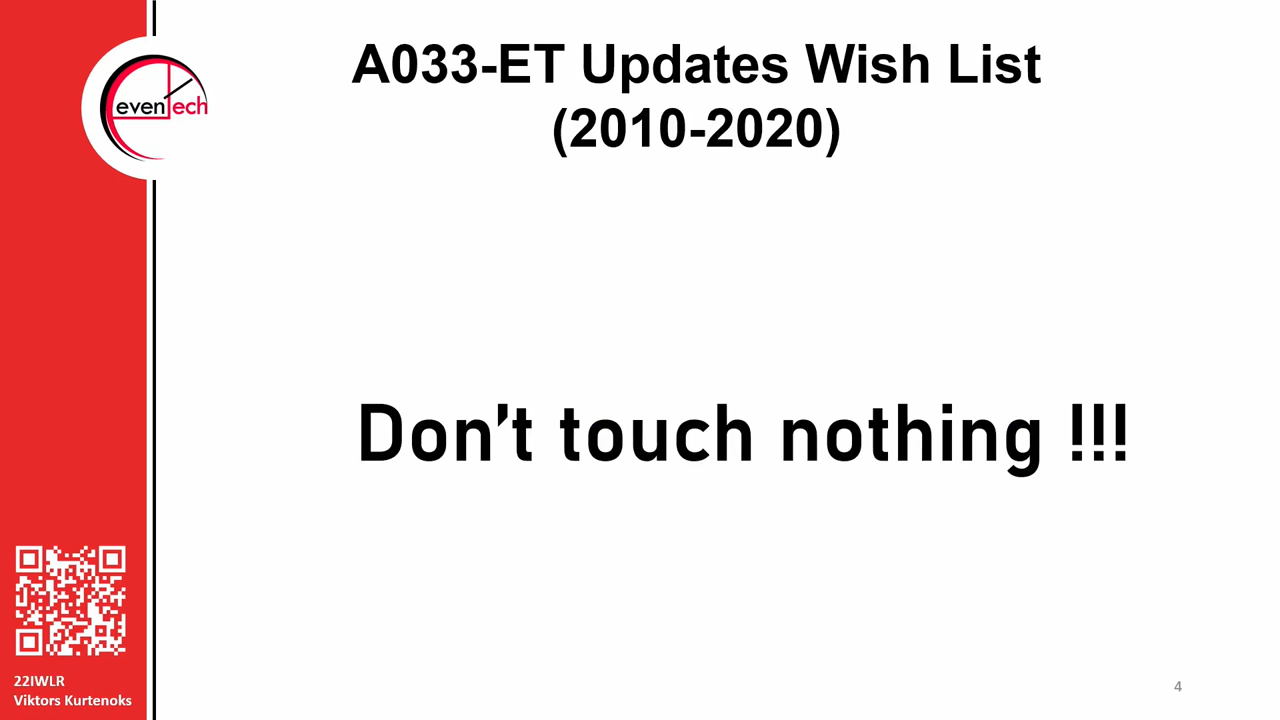 evenTech
A033-ET Updates Wish List
(2010-2020)
Don't touch nothing !!!
22IWLR
Viktors Kurtenoks
4